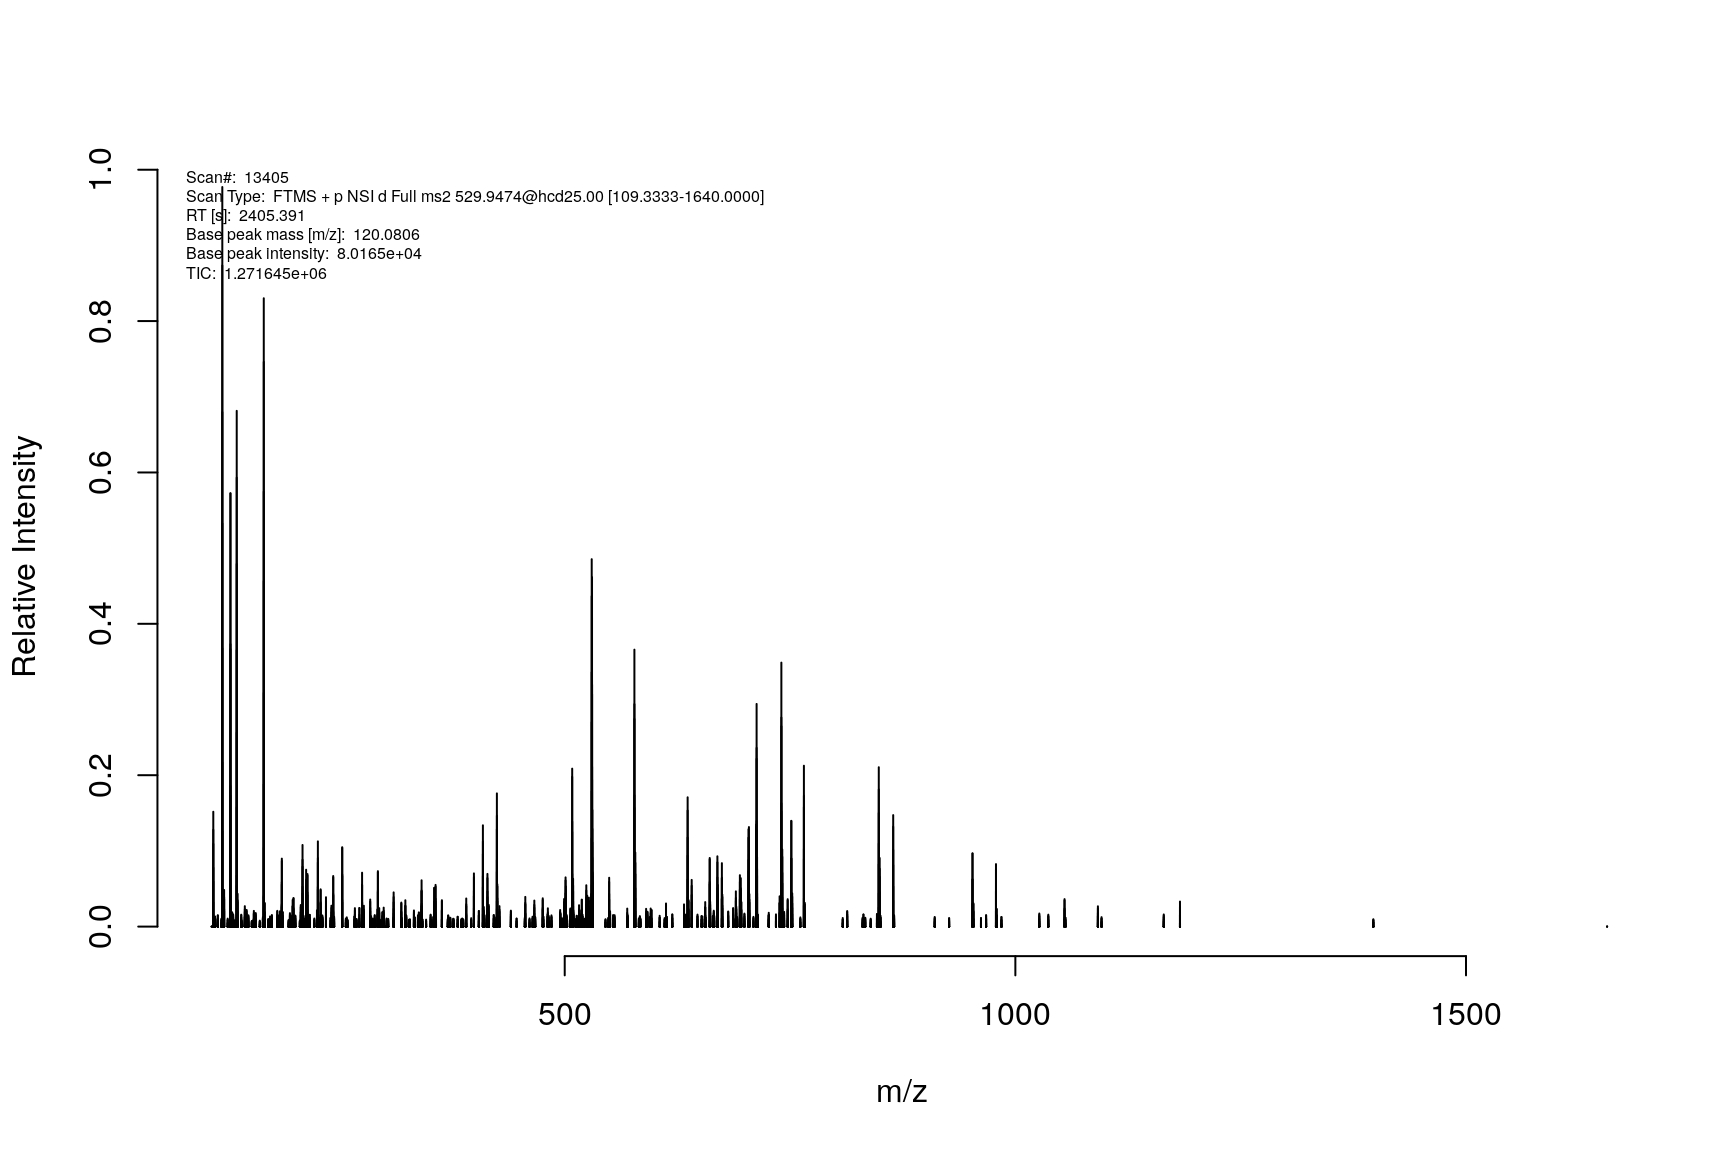 Scan#: 13405
Scan Type: FTMS + p NSI d Full ms2 529.9474@hcd25.00 [109.3333-1640.0000]
RT [s]: 2405.391
Base peak mass [m/z]: 120.0806
Base peak intensity: 8.0165e+04
TIC: 1.271645e+06
1.0
0.8
0.6
0.4
0.2
0.0
Relative Intensity
500 1000 1500
m/z